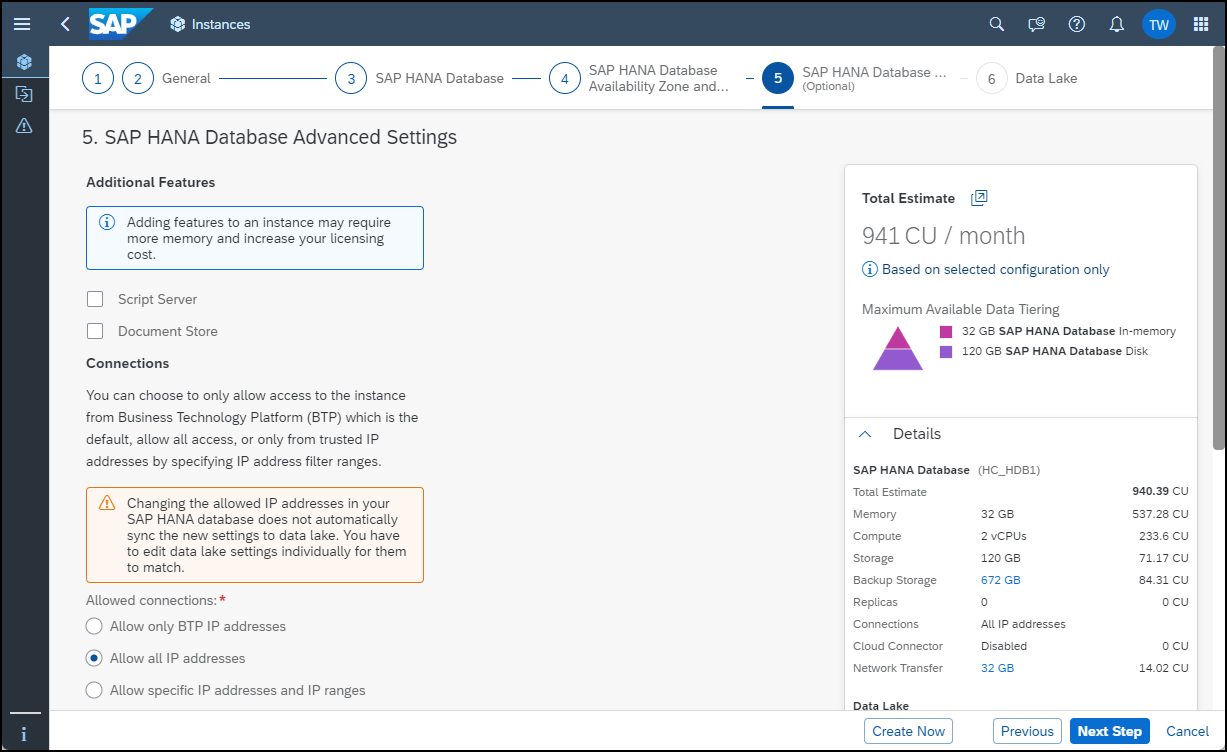 SAP
Instances
TW
1
2
General
3
SAP HANA Database
4
SAP HANA Database
Availability Zone and...
5
SAP HANA Database ...
(Optional)
6
Data Lake
5. SAP HANA Database Advanced Settings
Additional Features
Adding features to an instance may require
more memory and increase your licensing
cost.
Script Server
Document Store
Connections
You can choose to only allow access to the instance
from Business Technology Platform (BTP) which is the
default, allow all access, or only from trusted IP
addresses by specifying IP address filter ranges.
Changing the allowed IP addresses in your
SAP HANA database does not automatically
sync the new settings to data lake. You have
to edit data lake settings individually for them
to match.
Allowed connections:*
Allow only BTP IP addresses
Allow all IP addresses
Allow specific IP addresses and IP ranges
Total Estimate
941 CU / month
Based on selected configuration only
Maximum Available Data Tiering
32 GB SAP HANA Database In-memory
120 GB SAP HANA Database Disk
Details
SAP HANA Database (HC_HDB1)
Total Estimate 940.39 CU
Memory 32 GB 537.28 CU
Compute 2 vCPUs 233.6 CU
Storage 120 GB 71.17 CU
Backup Storage 672 GB 84.31 CU
Replicas 0 0 CU
Connections All IP addresses
Cloud Connector Disabled 0 CU
Network Transfer 32 GB 14.02 CU
Data Lake
Create Now Previous Next Step Cancel